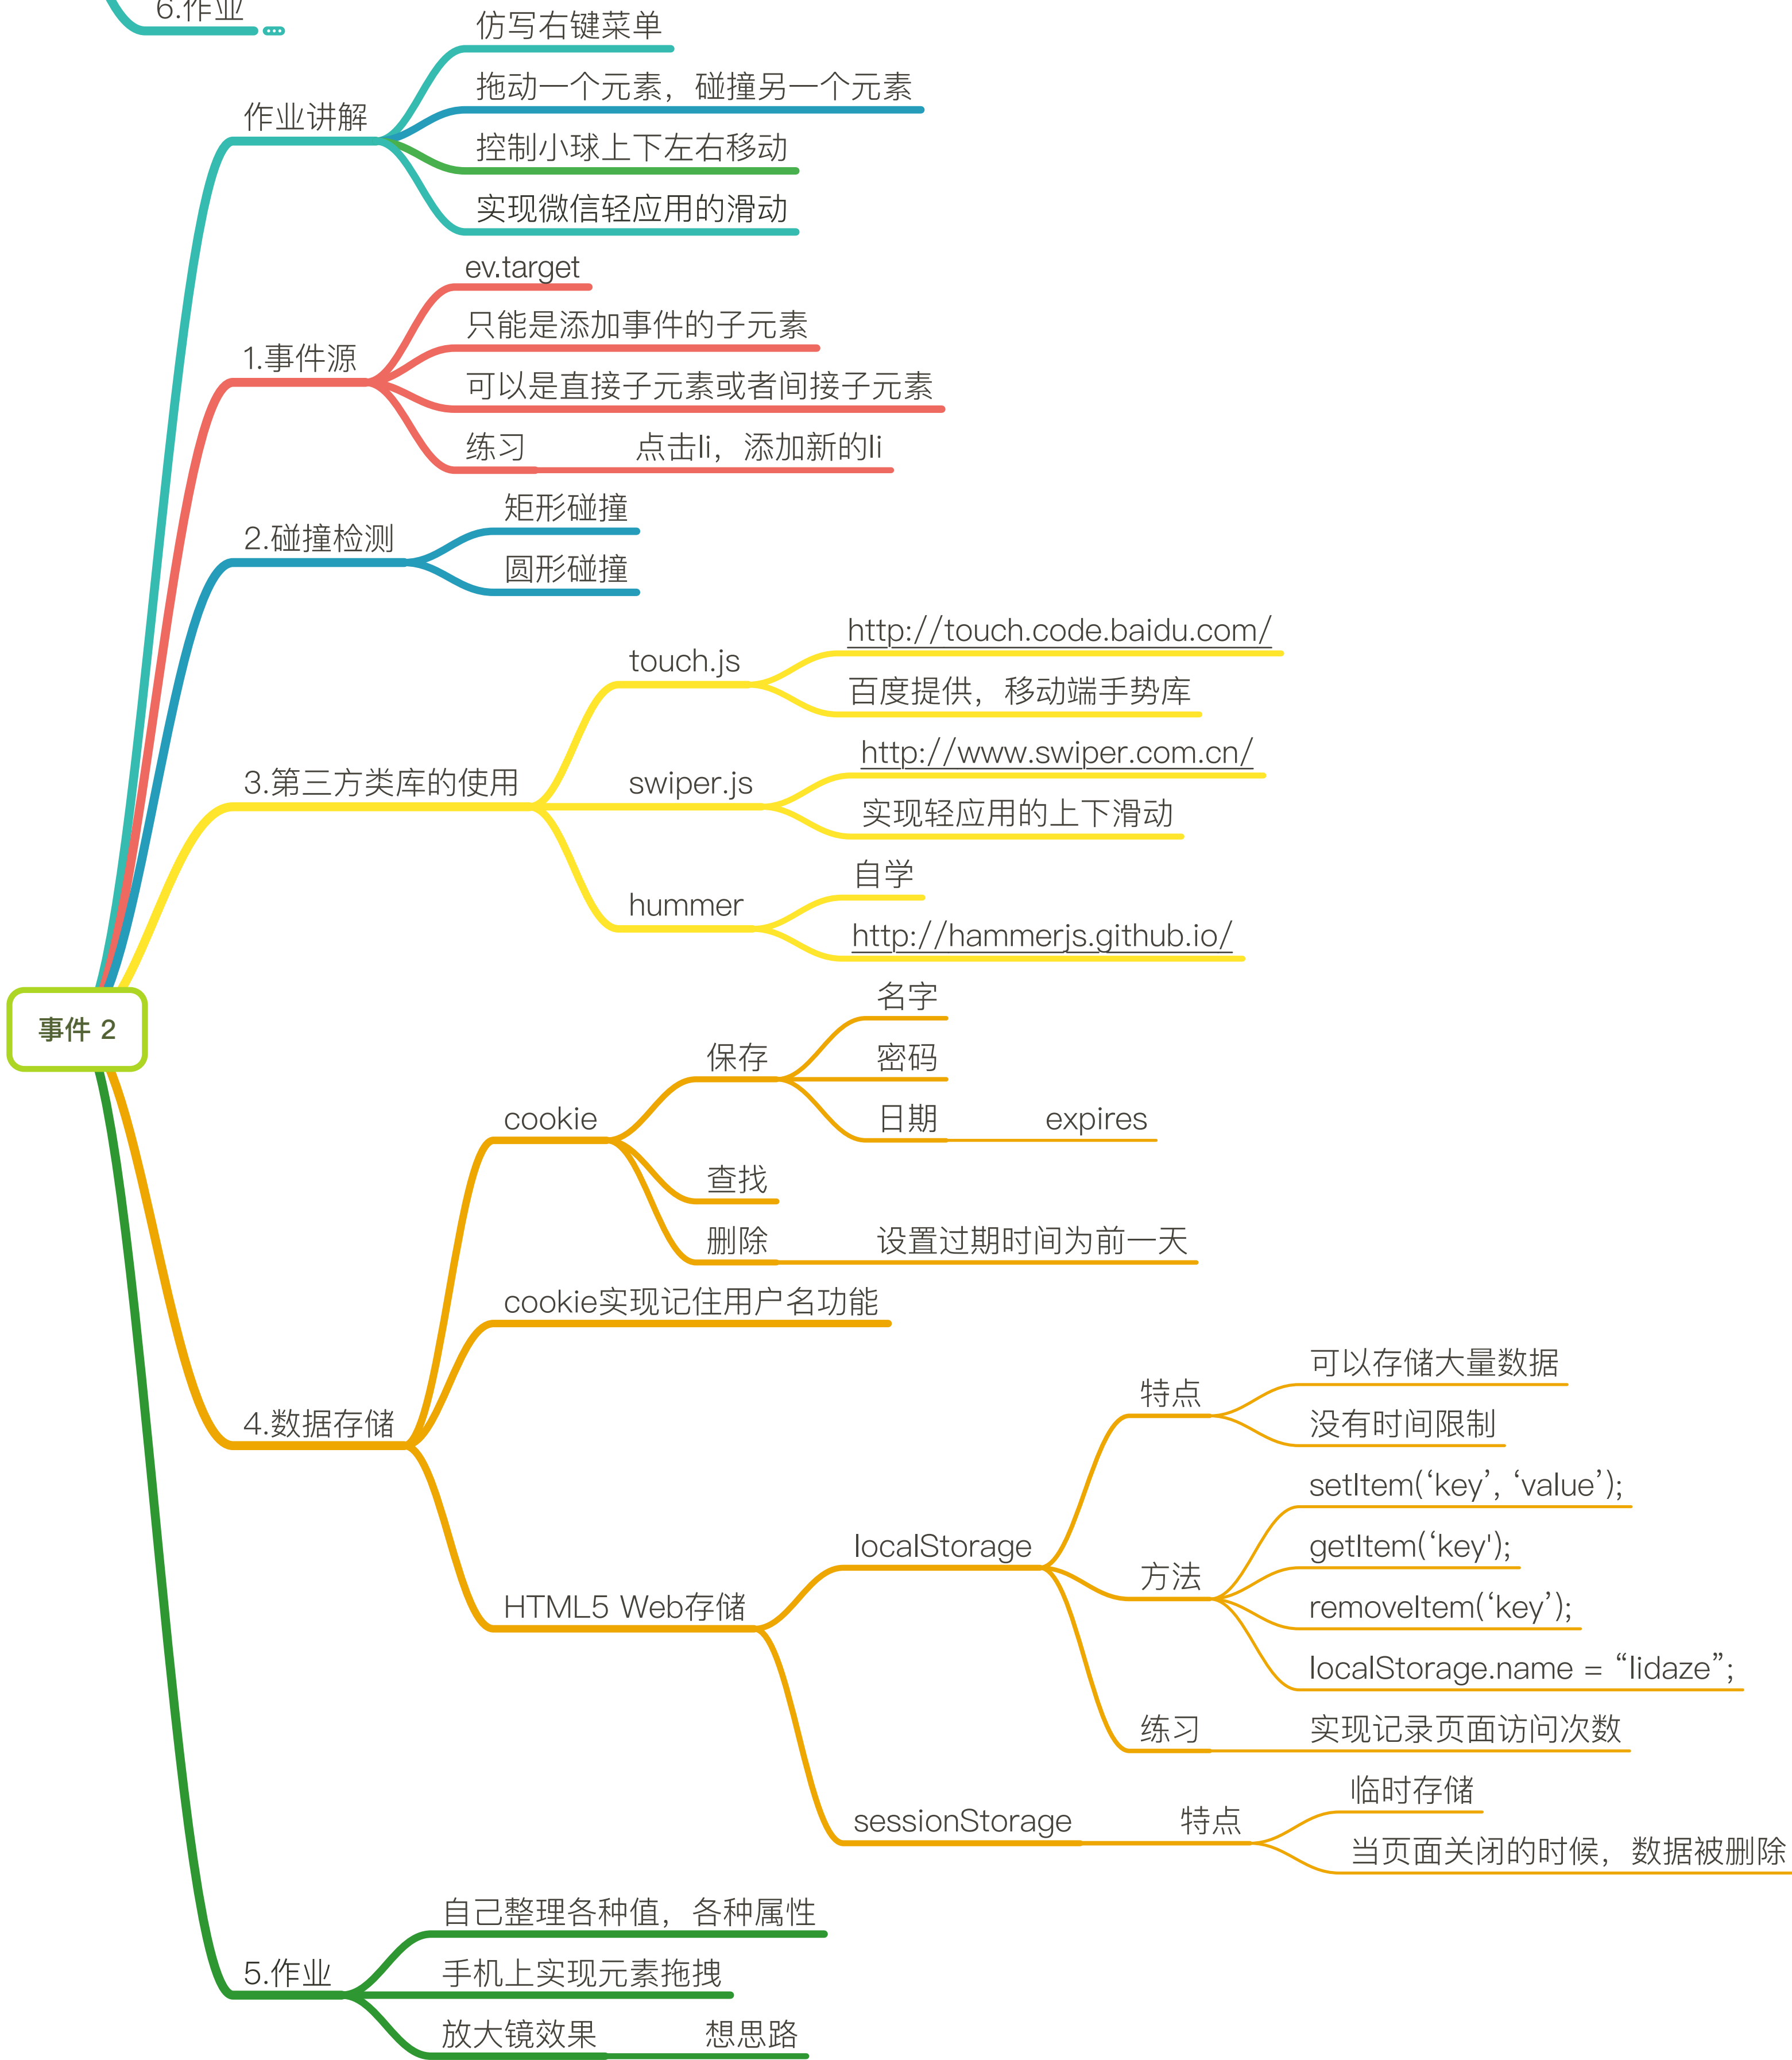 6.作业
作业讲解
仿写右键菜单
拖动一个元素，碰撞另一个元素
控制小球上下左右移动
实现微信轻应用的滑动
1.事件源
ev.target
只能是添加事件的子元素
可以是直接子元素或者间接子元素
练习
点击li，添加新的li
2.碰撞检测
矩形碰撞
圆形碰撞
3.第三方类库的使用
touch.js
http://touch.code.baidu.com/
百度提供，移动端手势库
swiper.js
http://www.swiper.com.cn/
实现轻应用的上下滑动
hummer
自学
http://hammerjs.github.io/
事件 2
4.数据存储
cookie
保存
名字
密码
日期
expires
查找
删除
设置过期时间为前一天
cookie实现记住用户名功能
HTML5 Web存储
localStorage
特点
可以存储大量数据
没有时间限制
方法
setItem(‘key’, ‘value’);
getItem(‘key');
removeItem(‘key’);
localStorage.name = “lidaze”;
练习
实现记录页面访问次数
sessionStorage
特点
临时存储
当页面关闭的时候，数据被删除
5.作业
自己整理各种值，各种属性
手机上实现元素拖拽
放大镜效果
想思路